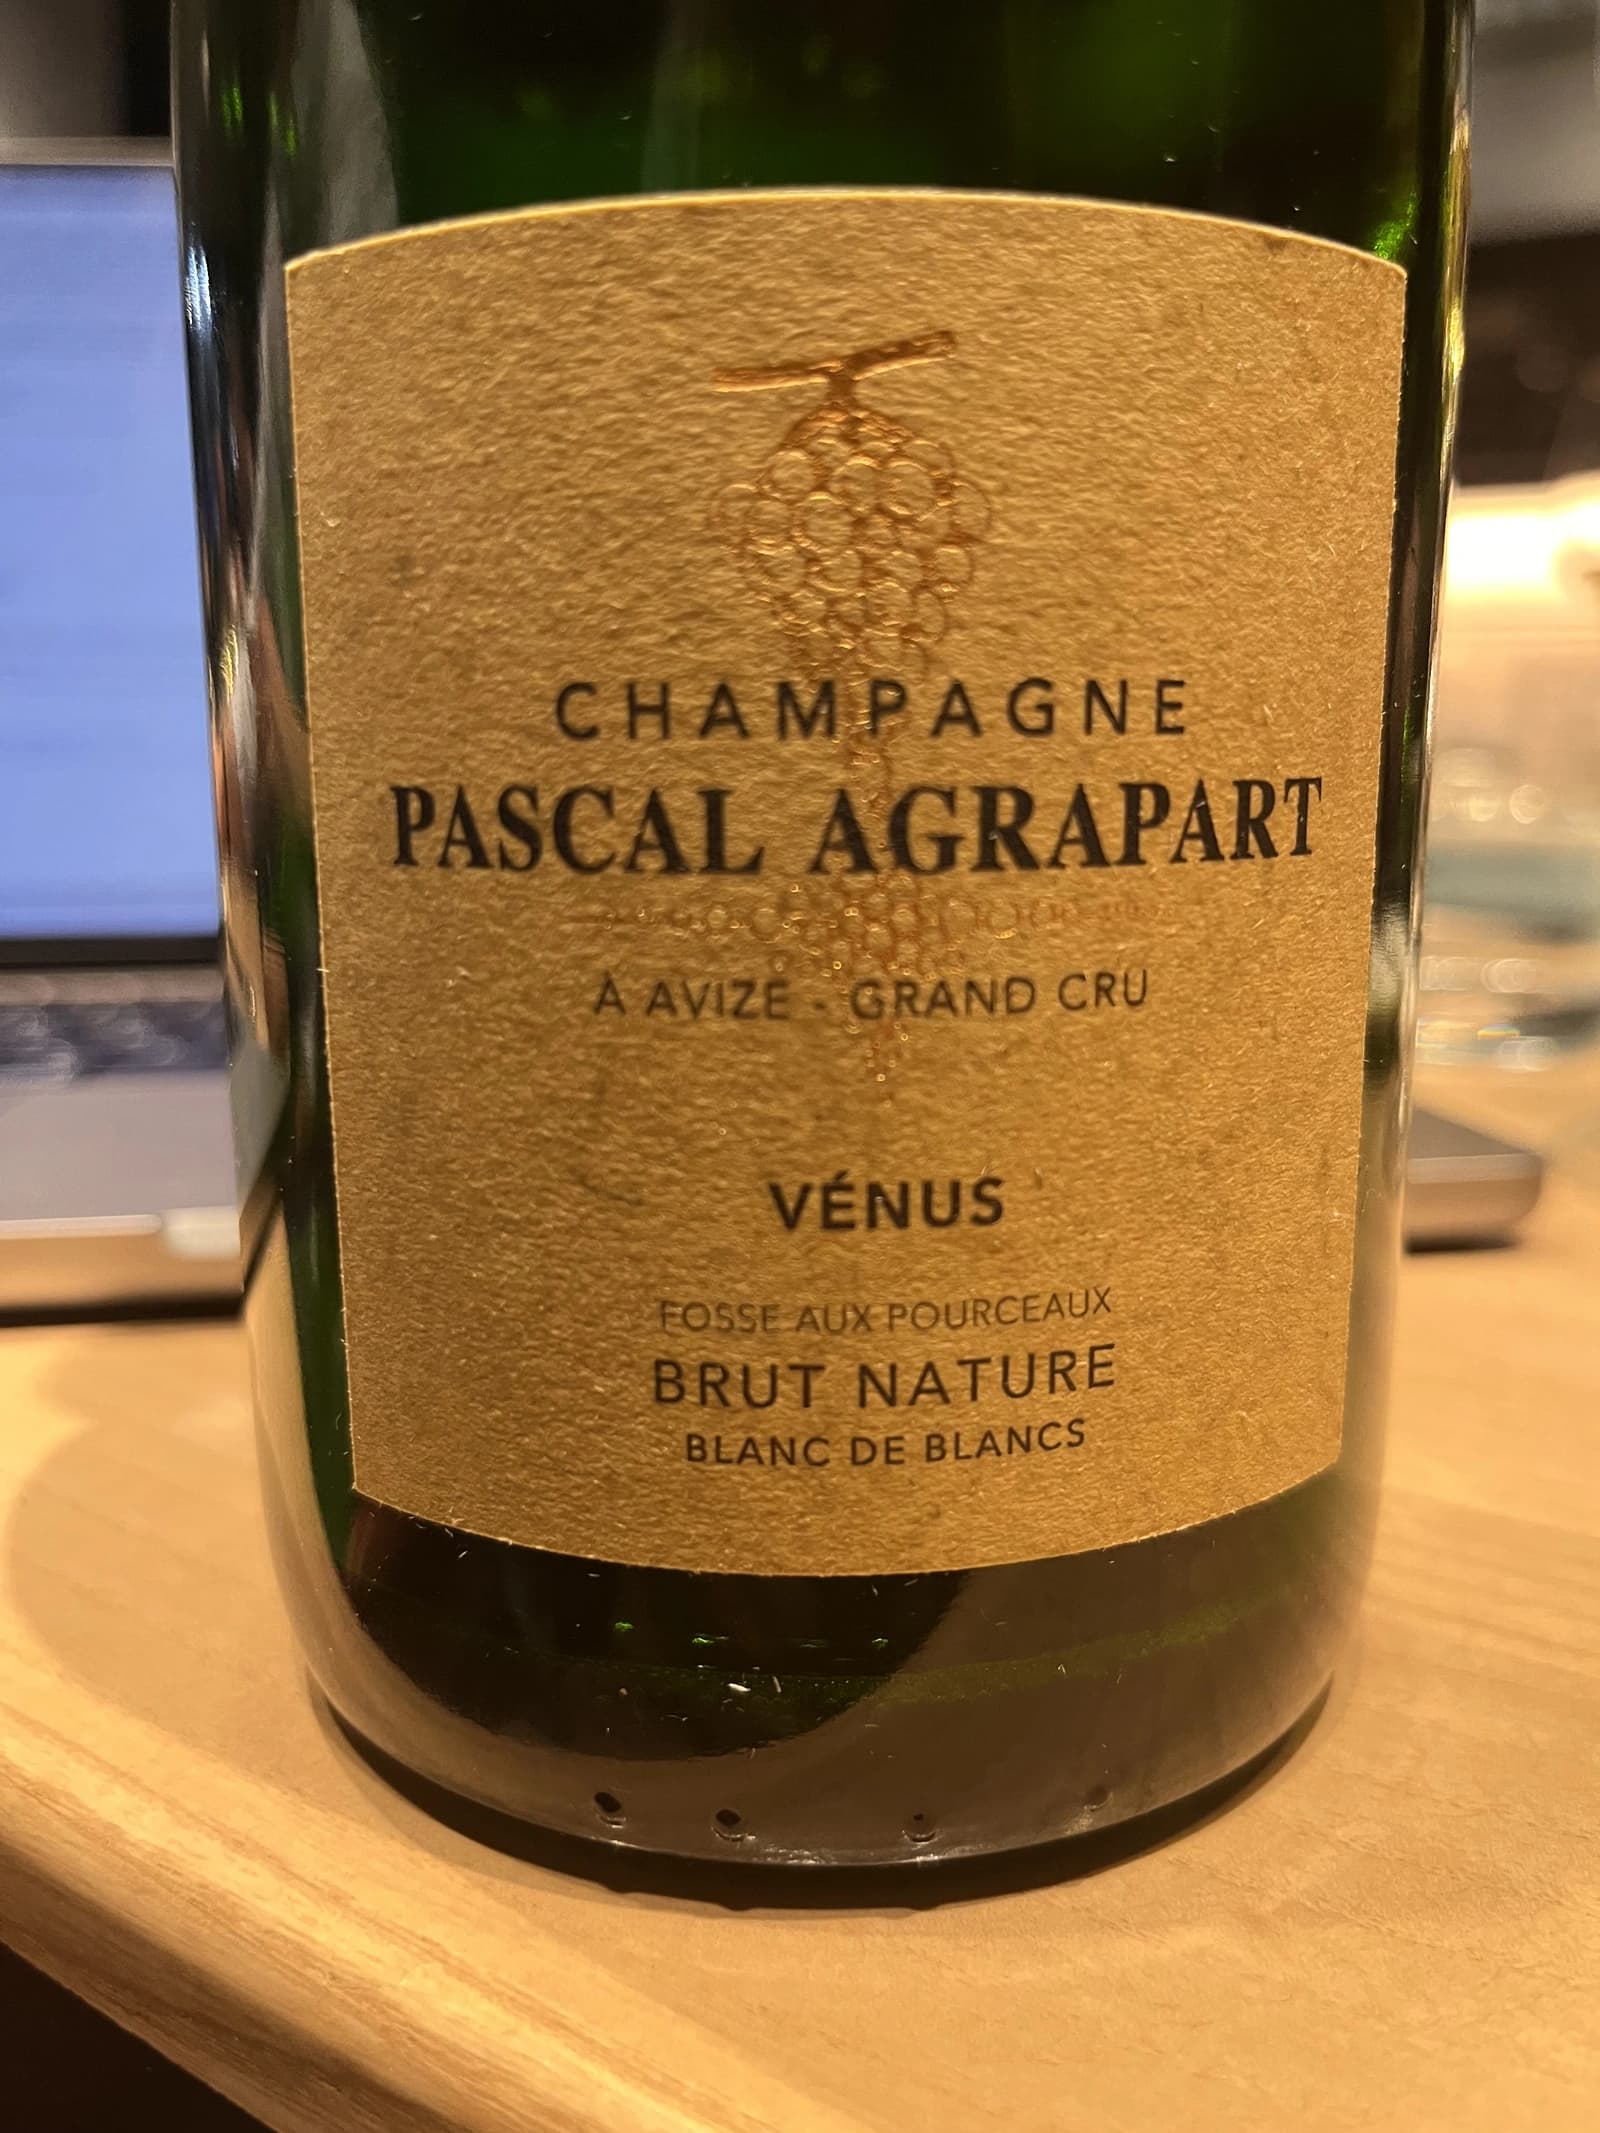 CHAMPAGNE
PASCAL AGRAPART
À AVIZE - GRAND CRU
VÉNUS
FOSSE AUX POURCEAUX
BRUT NATURE
BLANC DE BLANCS